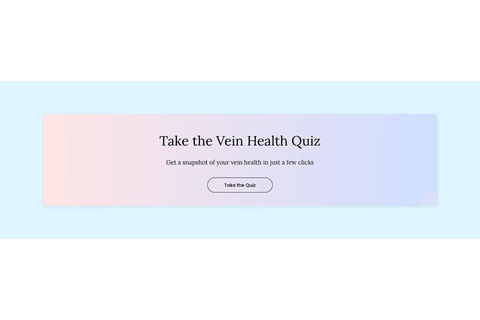 Take the Vein Health Quiz
Get a snapshot of your vein health in just a few clicks
Take the Quiz